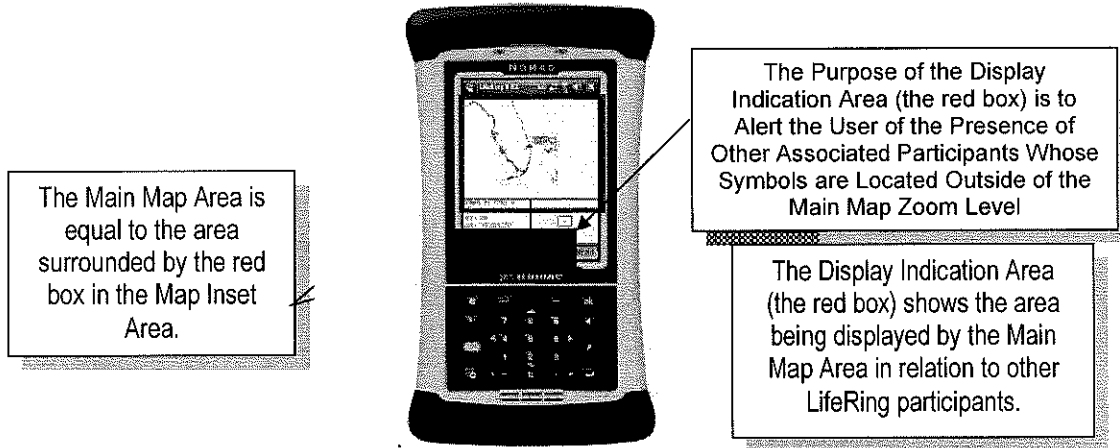 NOMAD
The Purpose of the Display
Indication Area (the red box) is to
Alert the User of the Presence of
Other Associated Participants Whose
Symbols are Located Outside of the
Main Map Zoom Level
The Main Map Area is
equal to the area
surrounded by the red
box in the Map Inset
Area.
The Display Indication Area
(the red box) shows the area
being displayed by the Main
Map Area in relation to other
LifeRing participants.